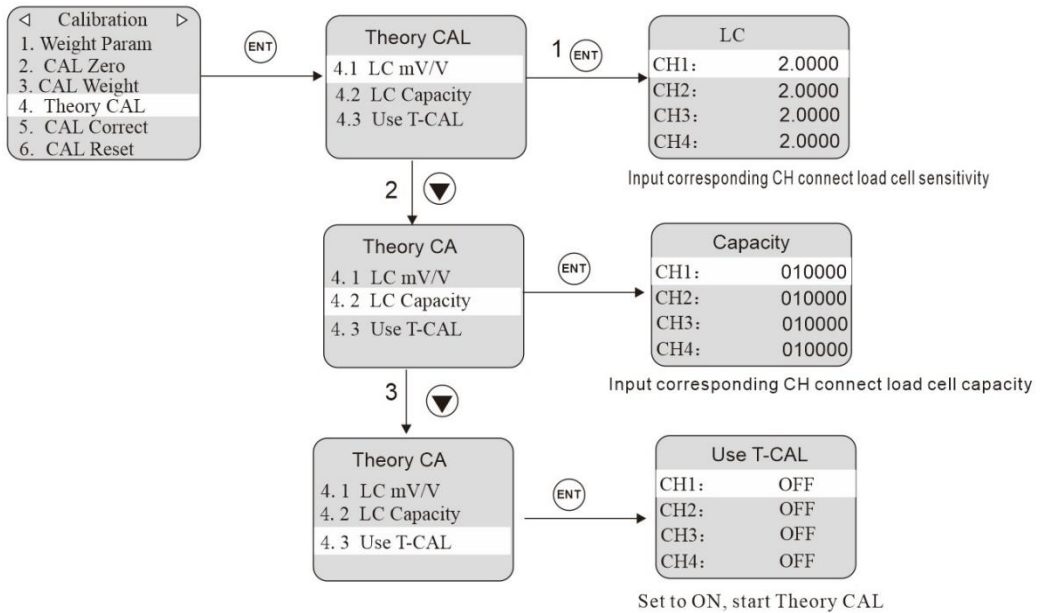 Calibration
1. Weight Param
2. CAL Zero
3. CAL Weight
4. Theory CAL
5. CAL Correct
6. CAL Reset
ENT
Theory CAL
4.1 LC mV/V
4.2 LC Capacity
4.3 Use T-CAL
1 ENT
LC
CH1: 2.0000
CH2: 2.0000
CH3: 2.0000
CH4: 2.0000
Input corresponding CH connect load cell sensitivity
2
Theory CA
4.1 LC mV/V
4.2 LC Capacity
4.3 Use T-CAL
ENT
Capacity
CH1: 010000
CH2: 010000
CH3: 010000
CH4: 010000
Input corresponding CH connect load cell capacity
3
Theory CA
4.1 LC mV/V
4.2 LC Capacity
4.3 Use T-CAL
ENT
Use T-CAL
CH1: OFF
CH2: OFF
CH3: OFF
CH4: OFF
Set to ON, start Theory CAL